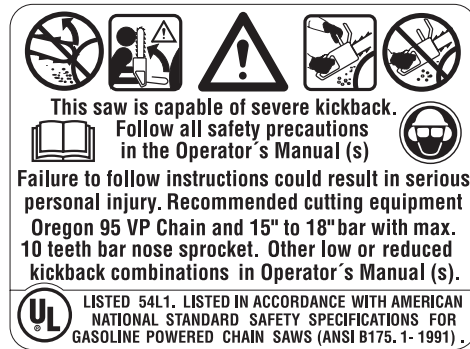 This saw is capable of severe kickback.
Follow all safety precautions
in the Operator´s Manual (s)
Failure to follow instructions could result in serious
personal injury. Recommended cutting equipment
Oregon 95 VP Chain and 15" to 18" bar with max.
10 teeth bar nose sprocket. Other low or reduced
kickback combinations in Operator´s Manual (s).
UL
LISTED 54L1. LISTED IN ACCORDANCE WITH AMERICAN
NATIONAL STANDARD SAFETY SPECIFICATIONS FOR
GASOLINE POWERED CHAIN SAWS (ANSI B175. 1- 1991) .